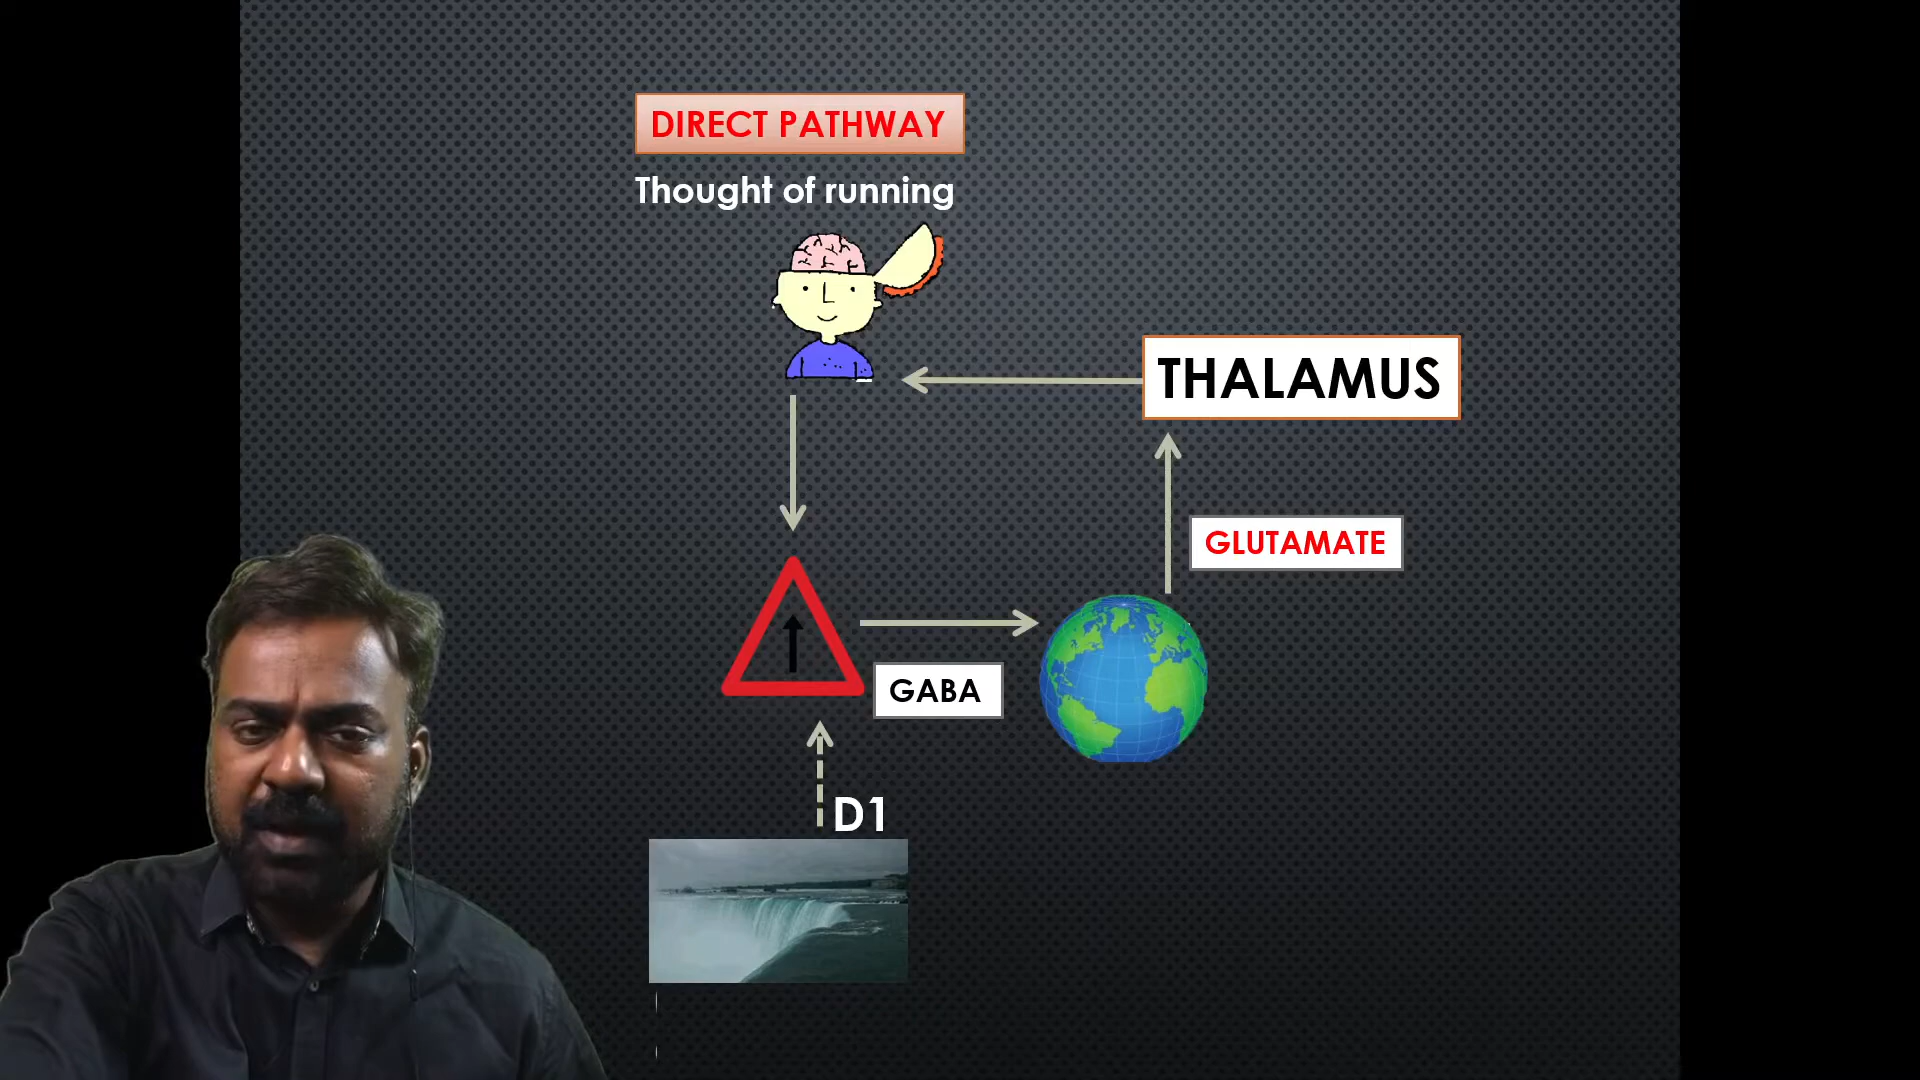 DIRECT PATHWAY
Thought of running
THALAMUS
GLUTAMATE
GABA
D1